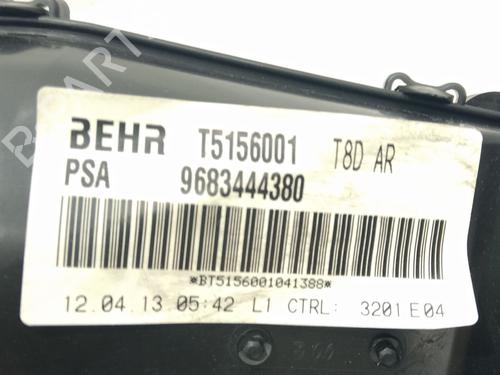 BEHR T5156001 T8D AR
PSA 9683444380
*BT5156001041388*
12.04.13 05:42 L1 CTRL: 3201 E04